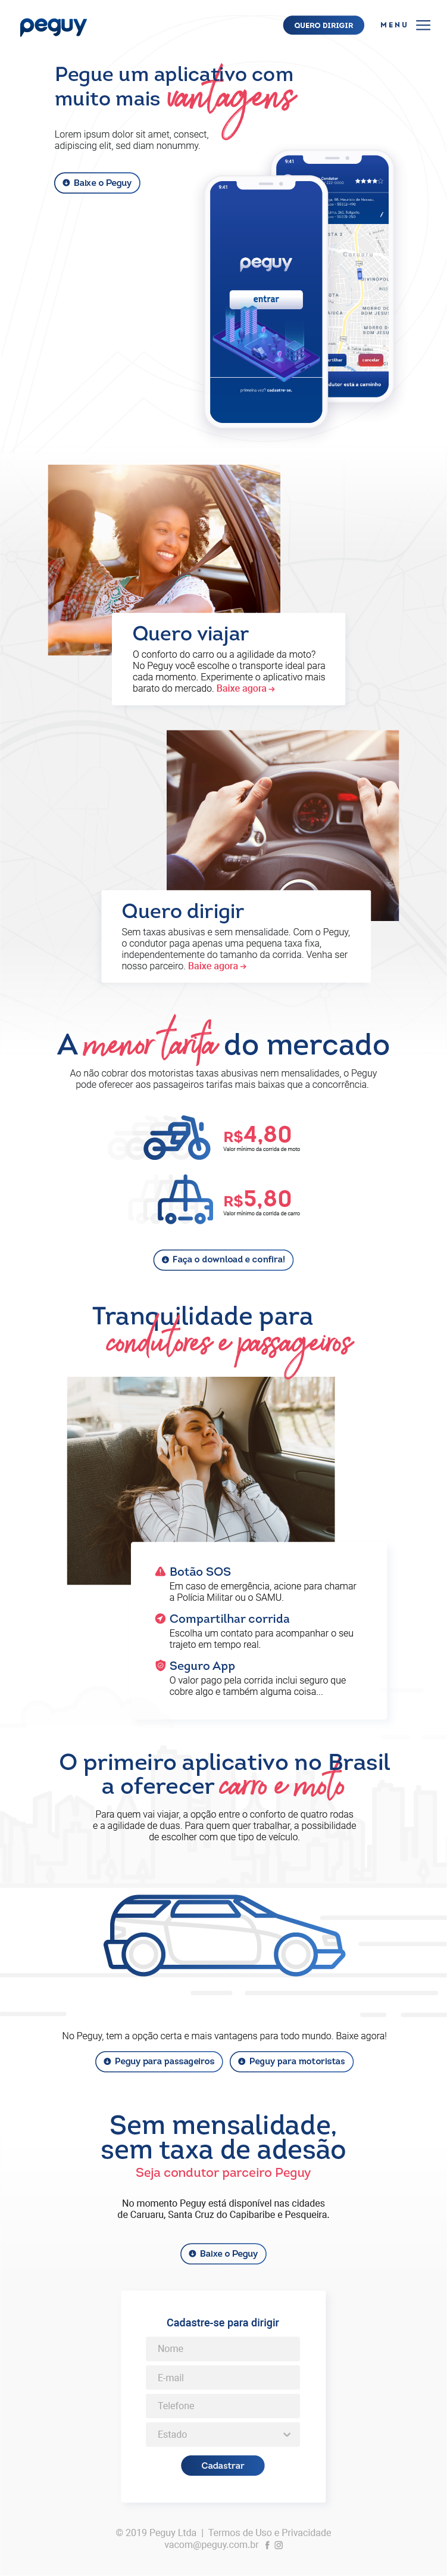 peguy
QUERO DIRIGIR
MENU
Pegue um aplicativo com
muito mais vantagens
Lorem ipsum dolor sit amet, consect,
adipiscing elit, sed diam nonummy.
Baixe o Peguy
9:41
9:41
peguy
entrar
cancelar
Caruaru
Quero viajar
O conforto do carro ou a agilidade da moto?
No Peguy você escolhe o transporte ideal para
cada momento. Experimente o aplicativo mais
barato do mercado. Baixe agora →
Quero dirigir
Sem taxas abusivas e sem mensalidade. Com o Peguy,
o condutor paga apenas uma pequena taxa fixa,
independentemente do tamanho da corrida. Venha ser
nosso parceiro. Baixe agora →
A menor tarifa do mercado
Ao não cobrar dos motoristas taxas abusivas nem mensalidades, o Peguy
pode oferecer aos passageiros tarifas mais baixas que a concorrência.
R$4,80
Valor mínimo da corrida de moto
R$5,80
Valor mínimo da corrida de carro
Faça o download e confira!
Tranquilidade para
condutores e passageiros
Botão SOS
Em caso de emergência, acione para chamar
a Polícia Militar ou o SAMU.
Compartilhar corrida
Escolha um contato para acompanhar o seu
trajeto em tempo real.
Seguro App
O valor pago pela corrida inclui seguro que
cobre algo e também alguma coisa...
O primeiro aplicativo no Brasil
a oferecer carro e moto
Para quem vai viajar, a opção entre o conforto de quatro rodas
e a agilidade de duas. Para quem quer trabalhar, a possibilidade
de escolher com que tipo de veículo.
No Peguy, tem a opção certa e mais vantagens para todo mundo. Baixe agora!
Peguy para passageiros
Peguy para motoristas
Sem mensalidade,
sem taxa de adesão
Seja condutor parceiro Peguy
No momento Peguy está disponível nas cidades
de Caruaru, Santa Cruz do Capibaribe e Pesqueira.
Baixe o Peguy
Cadastre-se para dirigir
Nome
E-mail
Telefone
Estado
Cadastrar
© 2019 Peguy Ltda | Termos de Uso e Privacidade
vacom@peguy.com.br